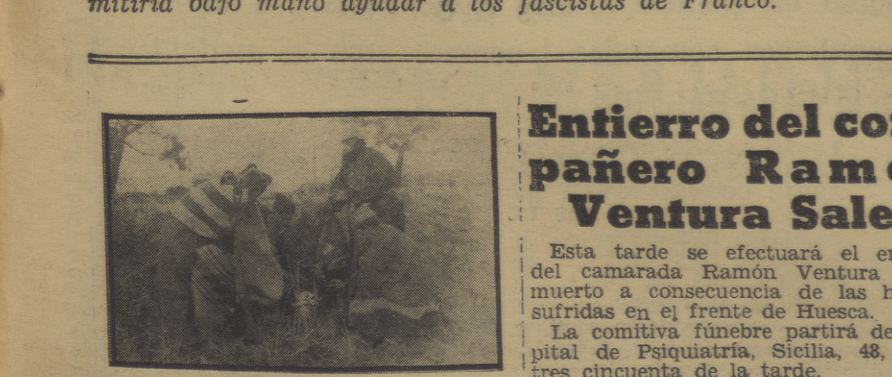 mitiría bajo mano ayudar a los fascistas de Franco.
Entierro del co
pañero Ram
Ventura Sale
Esta tarde se efectuará el en
del camarada Ramón Ventura
muerto a consecuencia de las h
sufridas en el frente de Huesca.
La comitiva fúnebre partirá de
pital de Psiquiatría, Sicilia, 48,
tres cincuenta de la tarde.